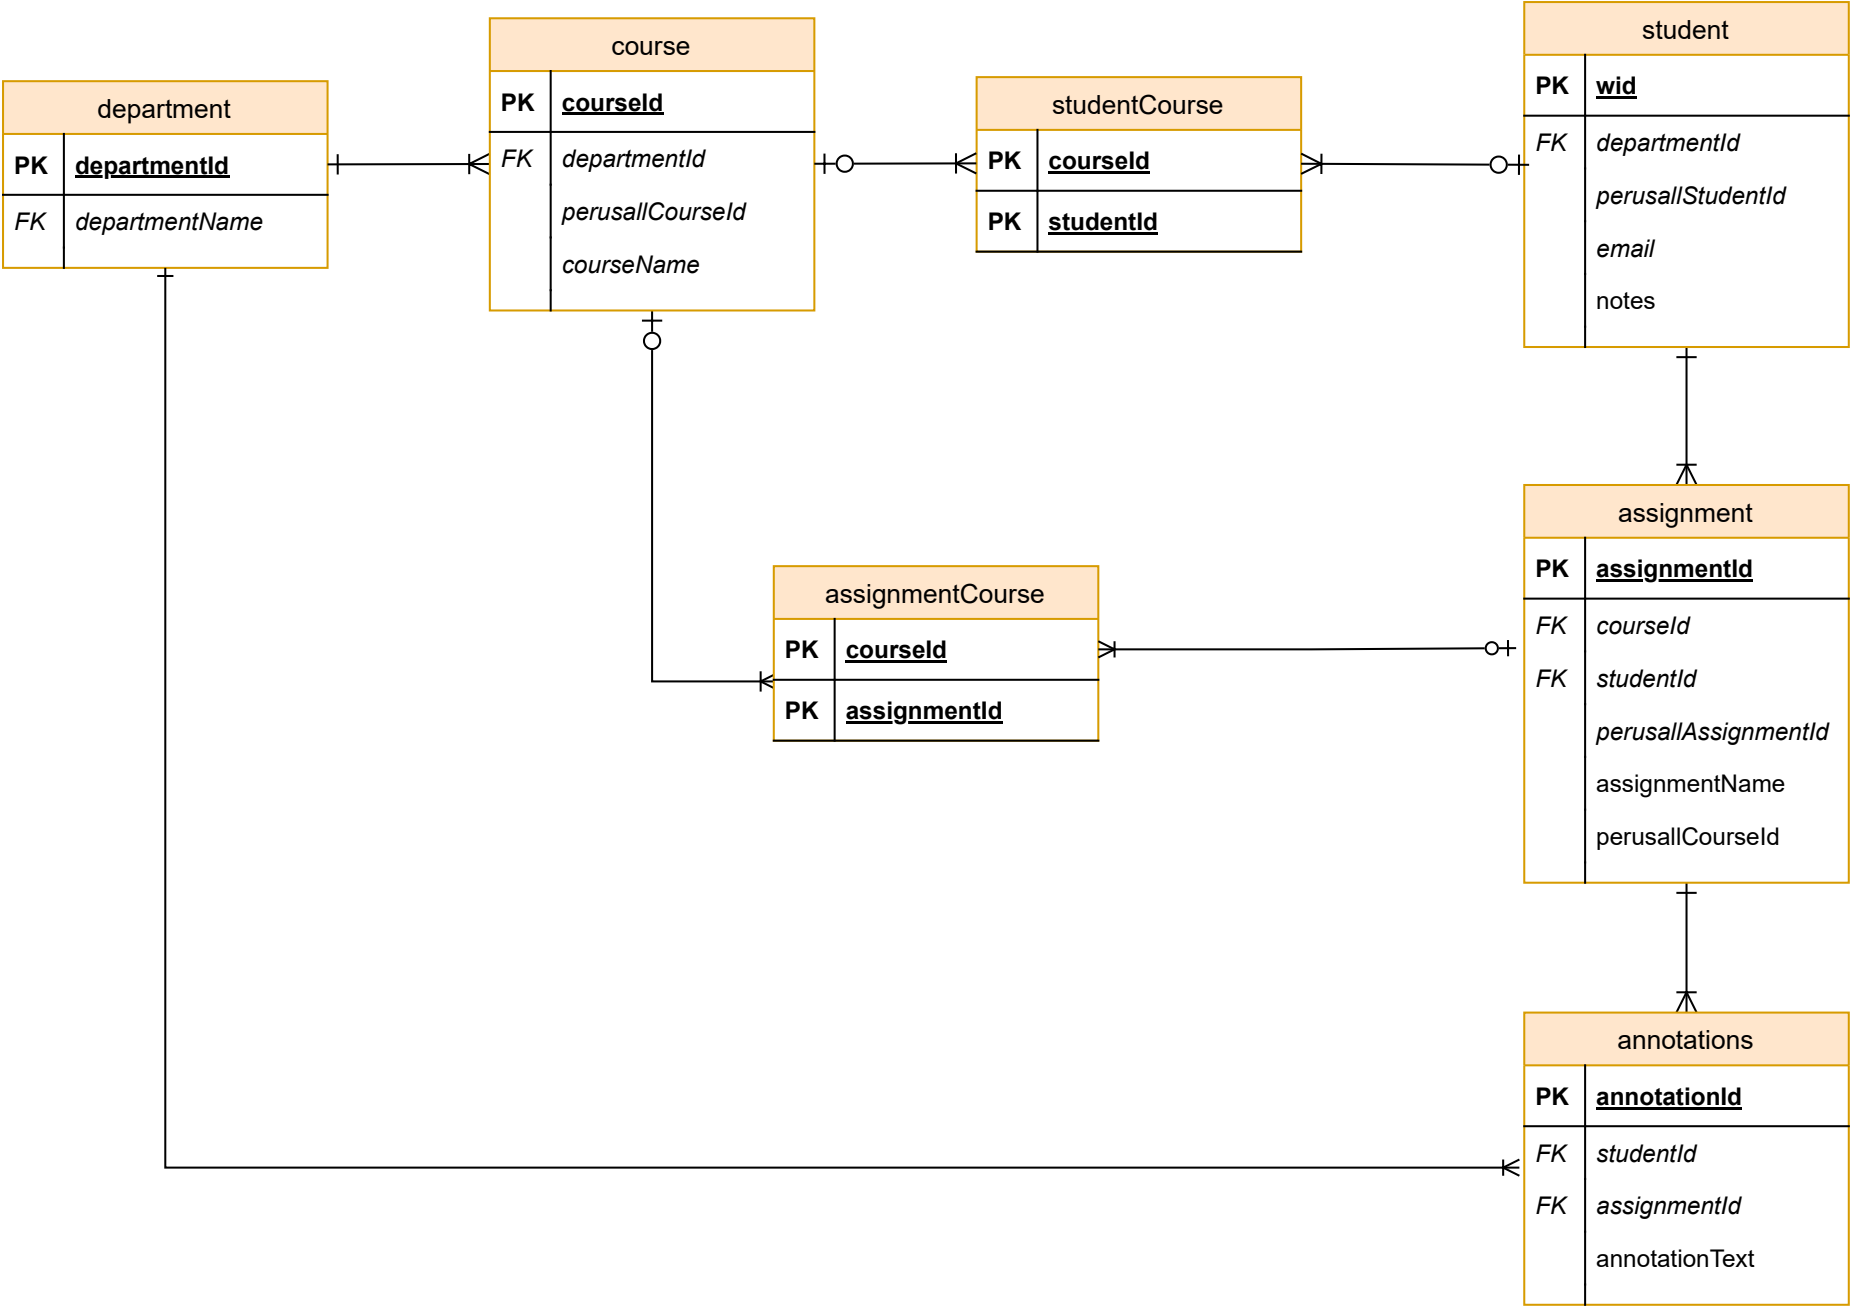 department
PK departmentId
FK departmentName
course
PK courseId
FK departmentId
perusallCourseId
courseName
studentCourse
PK courseId
PK studentId
student
PK wid
FK departmentId
perusallStudentId
email
notes
assignmentCourse
PK courseId
PK assignmentId
assignment
PK assignmentId
FK courseId
FK studentId
perusallAssignmentId
assignmentName
perusallCourseId
annotations
PK annotationId
FK studentId
FK assignmentId
annotationText